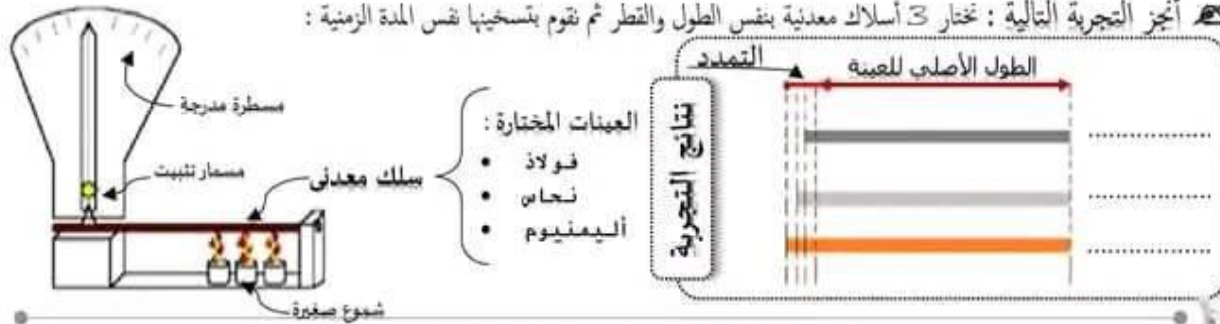 أنجز التجربة التالية : نختار 3 أسلاك معدنية بنفس الطول والقطر ثم نقوم بتسخينها نفس المدة الزمنية :
مسطرة مدرجة
مسمار تثبيت
سلك معدني
شموع صغيرة
العينات المختارة :
• فولاذ
• نحاس
• أليمنيوم
نتائج التجربة
التمدد
الطول الأصلي للعينة
..................
..................
..................